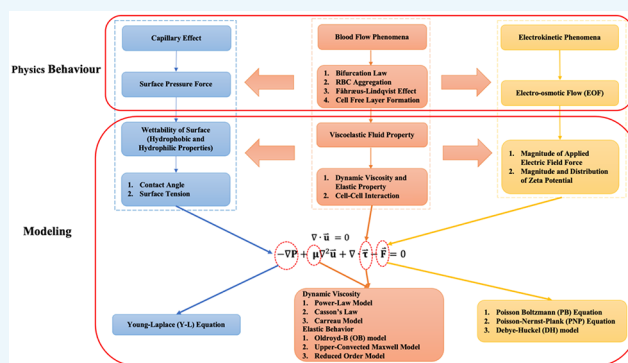 Physics Behaviour
Capillary Effect
Surface Pressure Force
Blood Flow Phenomena
1. Bifurcation Law
2. RBC Aggregation
3. Fåhræus-Lindqvist Effect
4. Cell Free Layer Formation
Electrokinetic Phenomena
Electro-osmotic Flow (EOF)
Modeling
Wettability of Surface
(Hydrophobic and
Hydrophilic Properties)
1. Contact Angle
2. Surface Tension
Viscoelastic Fluid Property
1. Dynamic Viscosity and
Elastic Property
2. Cell-Cell Interaction
1. Magnitude of Applied
Electric Field Force
2. Magnitude and Distribution
of Zeta Potential
∇ · u⃗ = 0
−∇P + μ∇²u⃗ + ∇ · τ⃗ − F⃗ = 0
Young-Laplace (Y-L) Equation
Dynamic Viscosity
1. Power-Law Model
2. Casson's Law
3. Carreau Model
Elastic Behavior
1. Oldroyd-B (OB) model
2. Upper-Convected Maxwell Model
3. Reduced Order Model
1. Poisson Boltzmann (PB) Equation
2. Poisson-Nernst-Plank (PNP) Equation
3. Debye-Huckel (DH) model